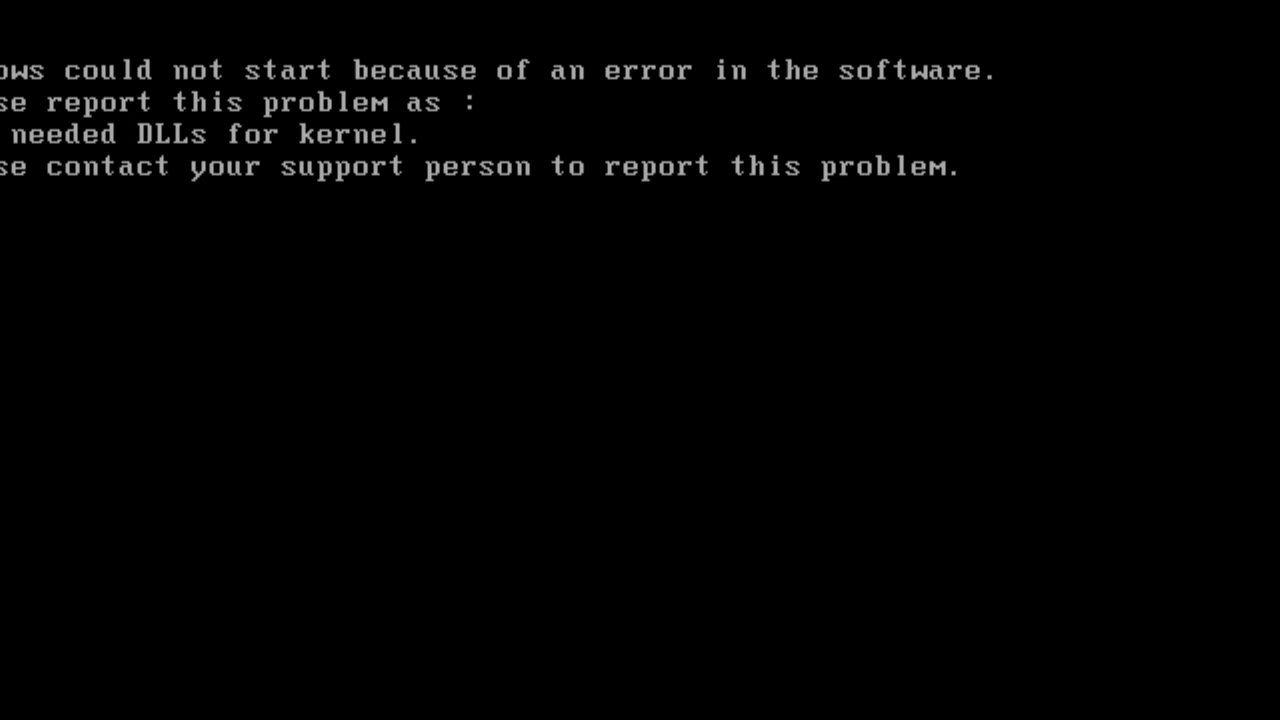 ows could not start because of an error in the software.
se report this problem as :
needed DLLs for kernel.
se contact your support person to report this problem.